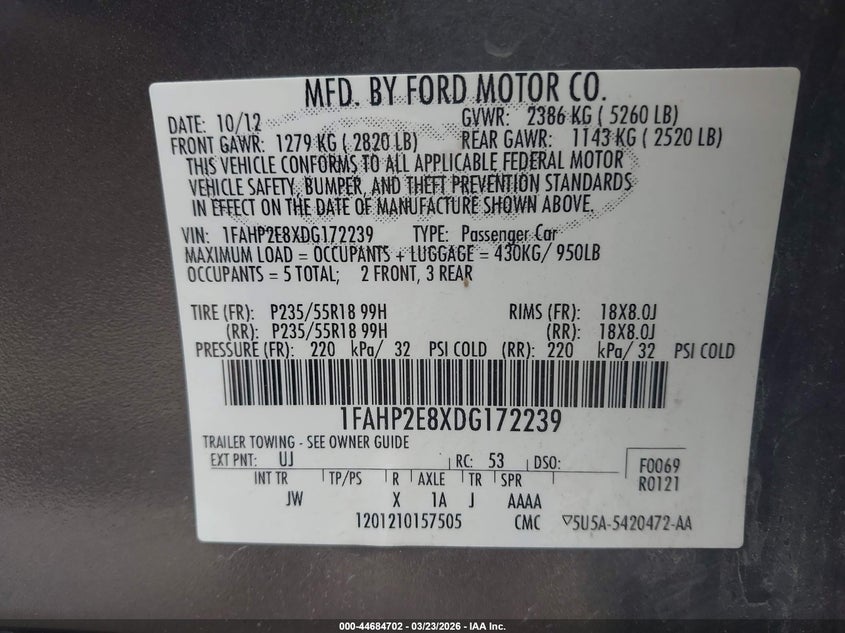 MFD. BY FORD MOTOR CO.
DATE: 10/12 GVWR: 2386 KG ( 5260 LB)
FRONT GAWR: 1279 KG ( 2820 LB) REAR GAWR: 1143 KG ( 2520 LB)
THIS VEHICLE CONFORMS TO ALL APPLICABLE FEDERAL MOTOR
VEHICLE SAFETY, BUMPER, AND THEFT PREVENTION STANDARDS
IN EFFECT ON THE DATE OF MANUFACTURE SHOWN ABOVE.
VIN: 1FAHP2E8XDG172239 TYPE: Passenger Car
MAXIMUM LOAD = OCCUPANTS + LUGGAGE = 430KG/ 950LB
OCCUPANTS = 5 TOTAL; 2 FRONT, 3 REAR
TIRE (FR): P235/55R18 99H RIMS (FR): 18X8.0J
(RR): P235/55R18 99H (RR): 18X8.0J
PRESSURE (FR): 220 kPa/ 32 PSI COLD (RR): 220 kPa/ 32 PSI COLD
1FAHP2E8XDG172239
TRAILER TOWING - SEE OWNER GUIDE
EXT PNT: UJ RC: 53 DSO: F0069
INT TR TP/PS R AXLE TR SPR R0121
JW X 1A J AAAA
1201210157505 CMC ▽5U5A-5420472-AA
000-44684702 — 03/23/2026 — IAA Inc.